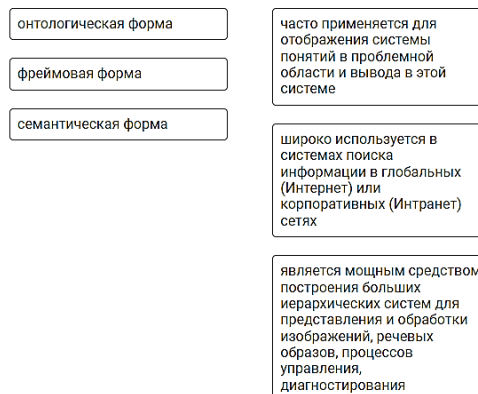 онтологическая форма
фреймовая форма
семантическая форма
часто применяется для
отображения системы
понятий в проблемной
области и вывода в этой
системе
широко используется в
системах поиска
информации в глобальных
(Интернет) или
корпоративных (Интранет)
сетях
является мощным средством
построения больших
иерархических систем для
представления и обработки
изображений, речевых
образов, процессов
управления,
диагностирования